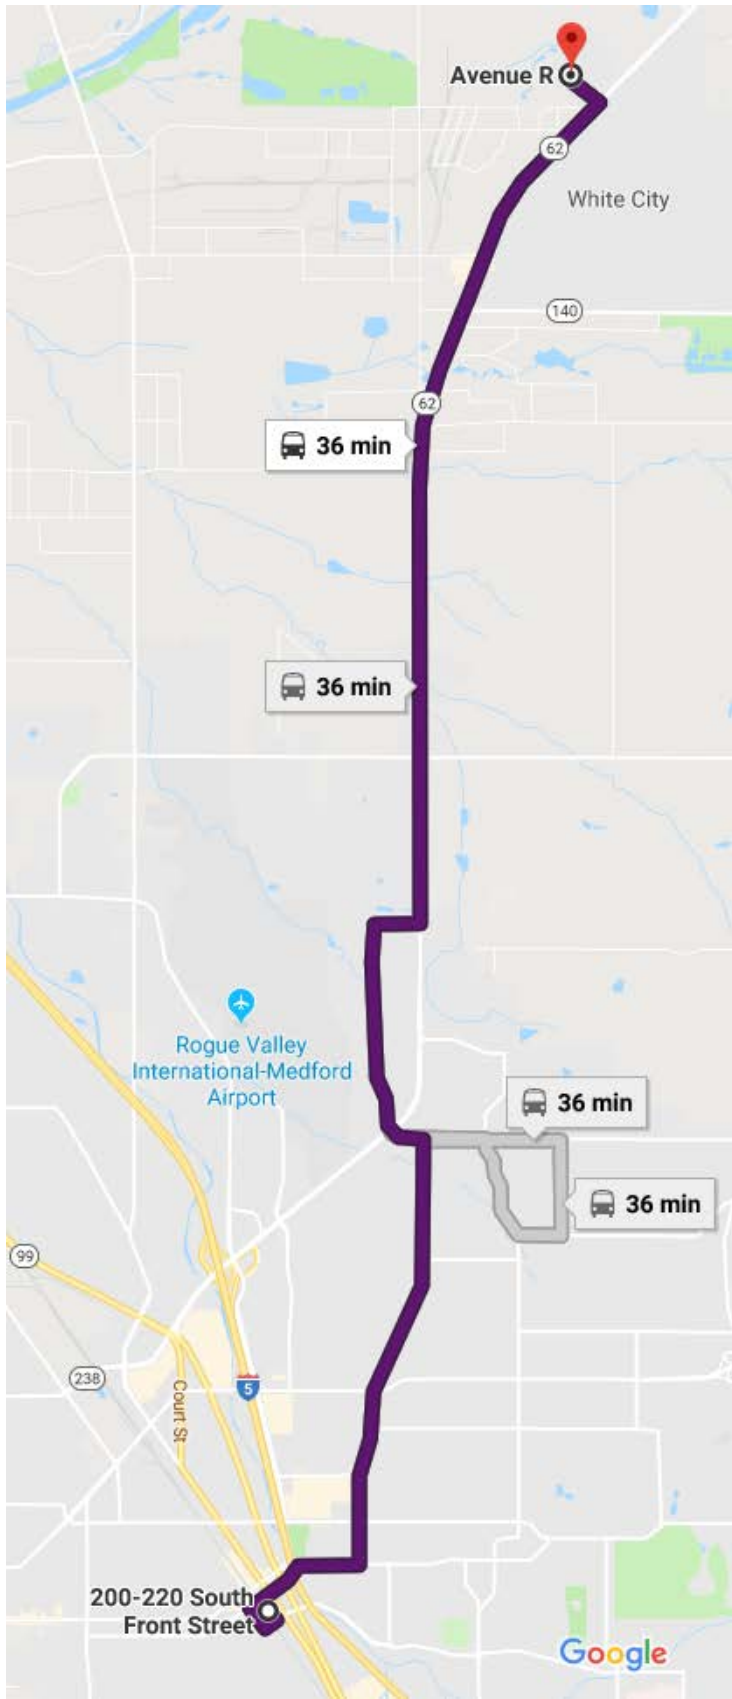 Avenue R
62
White City
140
62
36 min
36 min
Rogue Valley
International-Medford
Airport
36 min
36 min
99
238
Court St
5
200-220 South
Front Street
Google